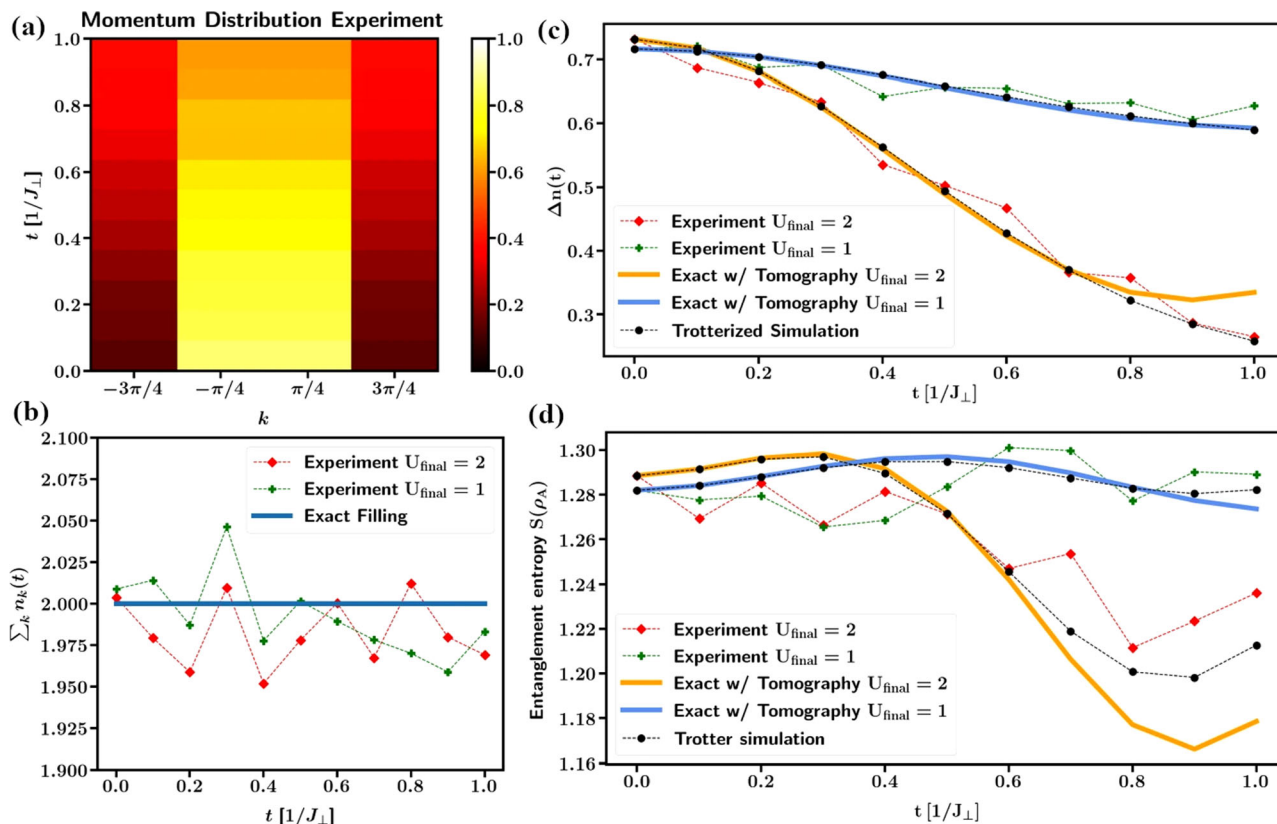 (a)
Momentum Distribution Experiment
1.0
0.8
0.6
0.4
0.2
0.0
t [1/J⊥]
−3π/4
−π/4
π/4
3π/4
k
1.0
0.8
0.6
0.4
0.2
0.0
(b)
2.100
2.075
2.050
2.025
2.000
1.975
1.950
1.925
1.900
∑k nk(t)
Experiment Ufinal = 2
Experiment Ufinal = 1
Exact Filling
0.0
0.2
0.4
0.6
0.8
1.0
t [1/J⊥]
(c)
0.7
0.6
0.5
0.4
0.3
Δn(t)
Experiment Ufinal = 2
Experiment Ufinal = 1
Exact w/ Tomography Ufinal = 2
Exact w/ Tomography Ufinal = 1
Trotterized Simulation
0.0
0.2
0.4
0.6
0.8
1.0
t [1/J⊥]
(d)
1.30
1.28
1.26
1.24
1.22
1.20
1.18
1.16
Entanglement entropy S(ρA)
Experiment Ufinal = 2
Experiment Ufinal = 1
Exact w/ Tomography Ufinal = 2
Exact w/ Tomography Ufinal = 1
Trotter simulation
0.0
0.2
0.4
0.6
0.8
1.0
t [1/J⊥]